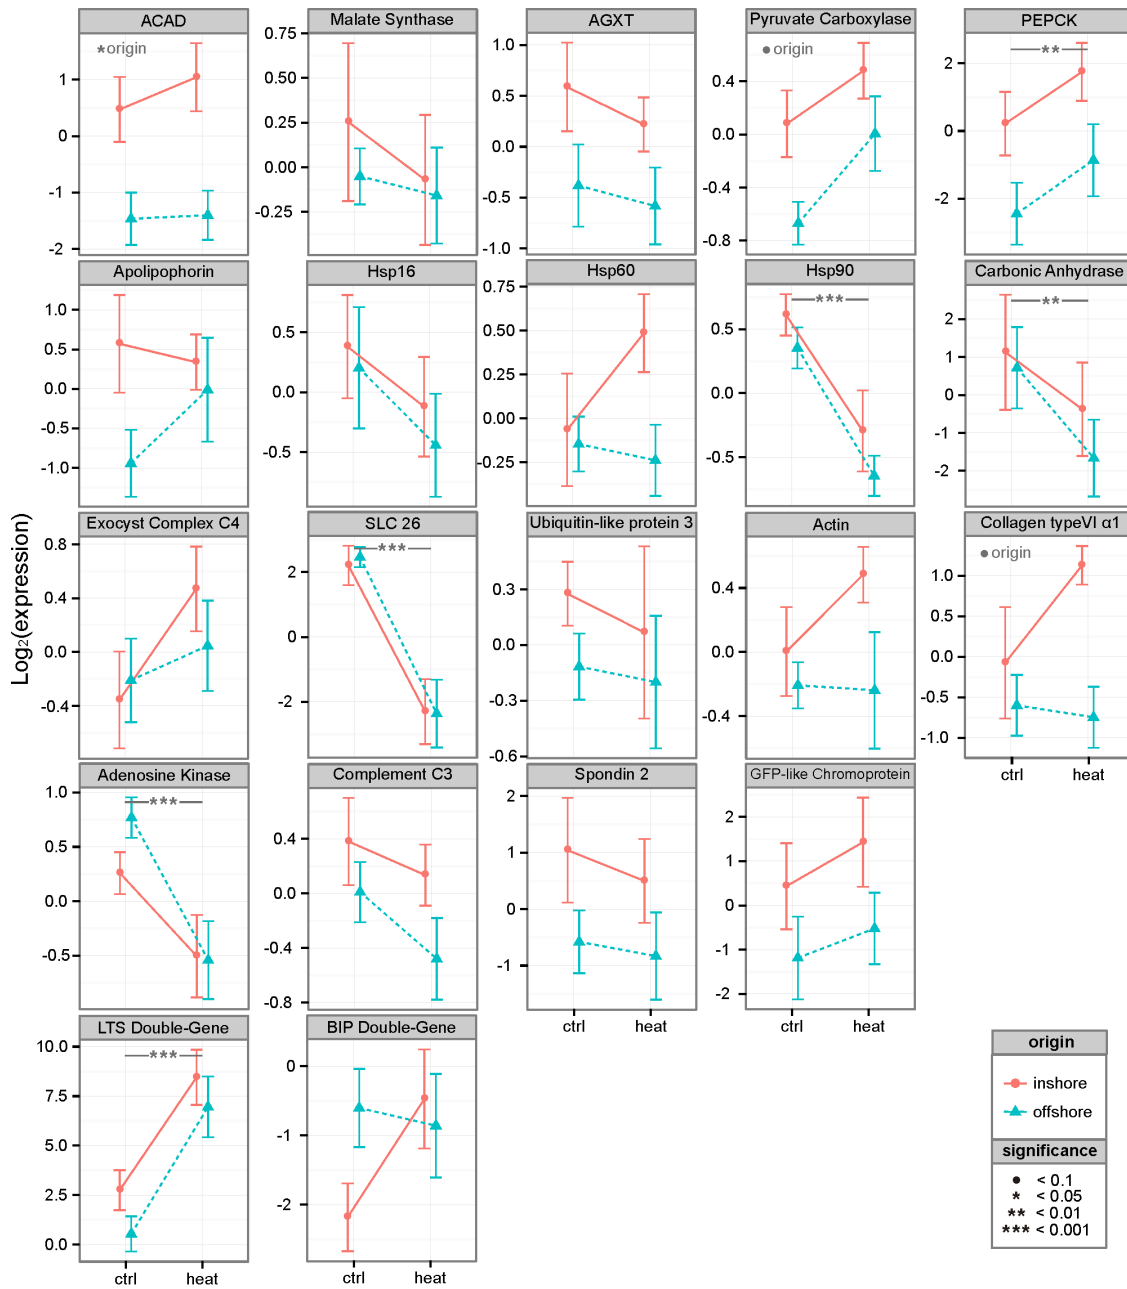 ACAD
Malate Synthase
AGXT
Pyruvate Carboxylase
PEPCK
*origin
1
0
-1
-2
0.75
0.50
0.25
0.00
-0.25
1.0
0.5
0.0
-0.5
-1.0
● origin
0.4
0.0
-0.4
-0.8
**
2
0
-2
Apolipophorin
Hsp16
Hsp60
Hsp90
Carbonic Anhydrase
1.0
0.5
0.0
-0.5
-1.0
0.5
0.0
-0.5
0.75
0.50
0.25
0.00
-0.25
***
0.5
0.0
-0.5
**
2
1
0
-1
-2
Log2(expression)
Exocyst Complex C4
SLC 26
Ubiquitin-like protein 3
Actin
Collagen typeVI α1
0.8
0.4
0.0
-0.4
***
2
0
-2
0.3
0.0
-0.3
-0.6
0.4
0.0
-0.4
● origin
1.0
0.5
0.0
-0.5
-1.0
ctrl heat
Adenosine Kinase
Complement C3
Spondin 2
GFP-like Chromoprotein
***
1.0
0.5
0.0
-0.5
0.4
0.0
-0.4
-0.8
2
1
0
-1
ctrl heat
2
1
0
-1
-2
ctrl heat
LTS Double-Gene
BIP Double-Gene
***
10.0
7.5
5.0
2.5
0.0
ctrl heat
0
-1
-2
ctrl heat
origin
inshore
offshore
significance
● < 0.1
* < 0.05
** < 0.01
*** < 0.001